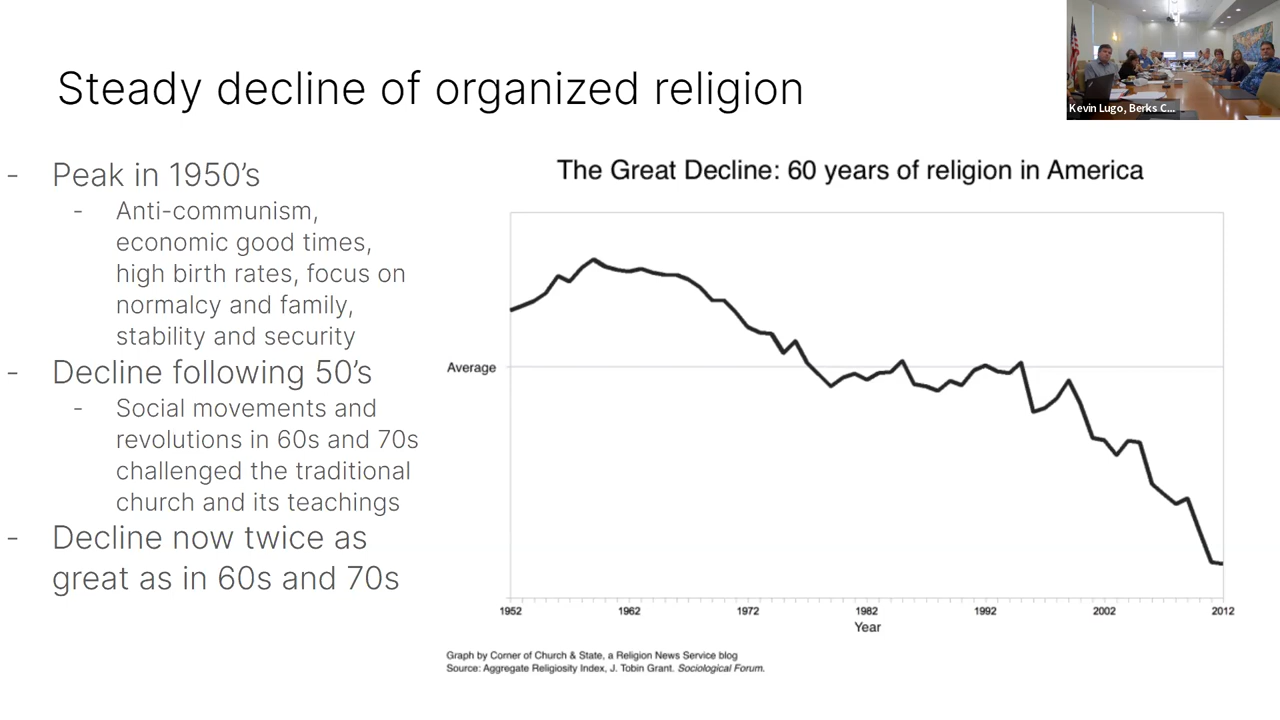 Steady decline of organized religion
Kevin Lugo, Berks C...
- Peak in 1950's
- Anti-communism,
economic good times,
high birth rates, focus on
normalcy and family,
stability and security
- Decline following 50's
- Social movements and
revolutions in 60s and 70s
challenged the traditional
church and its teachings
- Decline now twice as
great as in 60s and 70s
The Great Decline: 60 years of religion in America
Average
1952 1962 1972 1982 1992 2002 2012
Year
Graph by Corner of Church & State, a Religion News Service blog
Source: Aggregate Religiosity Index, J. Tobin Grant. Sociological Forum.